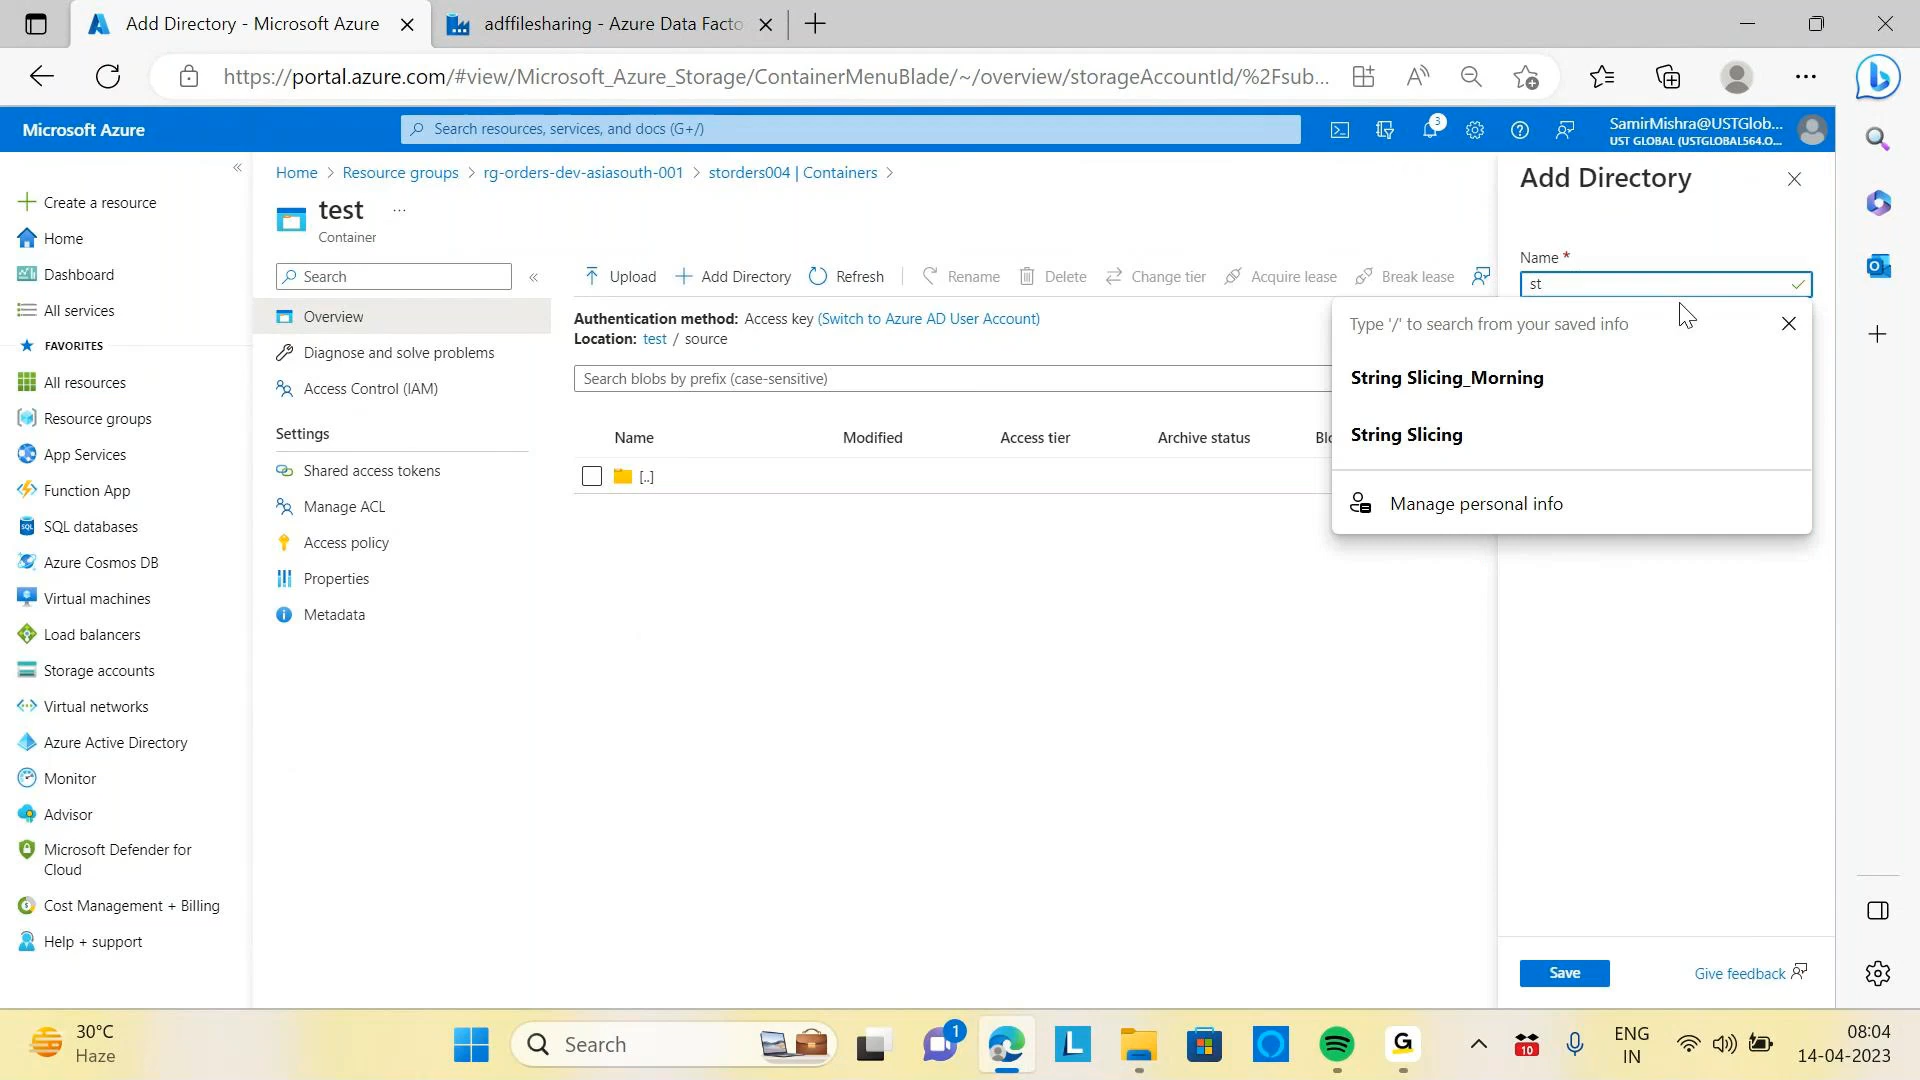 Add Directory - Microsoft Azure
adffilesharing - Azure Data Facto
https://portal.azure.com/#view/Microsoft_Azure_Storage/ContainerMenuBlade/~/overview/storageAccountId/%2Fsub...
Microsoft Azure
Search resources, services, and docs (G+/)
3
SamirMishra@USTGlob...
UST GLOBAL (USTGLOBAL564.O...
Create a resource
Home
Dashboard
All services
FAVORITES
All resources
Resource groups
App Services
Function App
SQL databases
Azure Cosmos DB
Virtual machines
Load balancers
Storage accounts
Virtual networks
Azure Active Directory
Monitor
Advisor
Microsoft Defender for
Cloud
Cost Management + Billing
Help + support
Home > Resource groups > rg-orders-dev-asiasouth-001 > storders004 | Containers >
test ...
Container
Search
Overview
Diagnose and solve problems
Access Control (IAM)
Settings
Shared access tokens
Manage ACL
Access policy
Properties
Metadata
Upload Add Directory Refresh Rename Delete Change tier Acquire lease Break lease
Authentication method: Access key (Switch to Azure AD User Account)
Location: test / source
Search blobs by prefix (case-sensitive)
Name Modified Access tier Archive status Blo
[..]
Add Directory
Name *
st
Type '/' to search from your saved info
String Slicing_Morning
String Slicing
Manage personal info
Save
Give feedback
30°C
Haze
Search
1
10
ENG
IN
08:04
14-04-2023